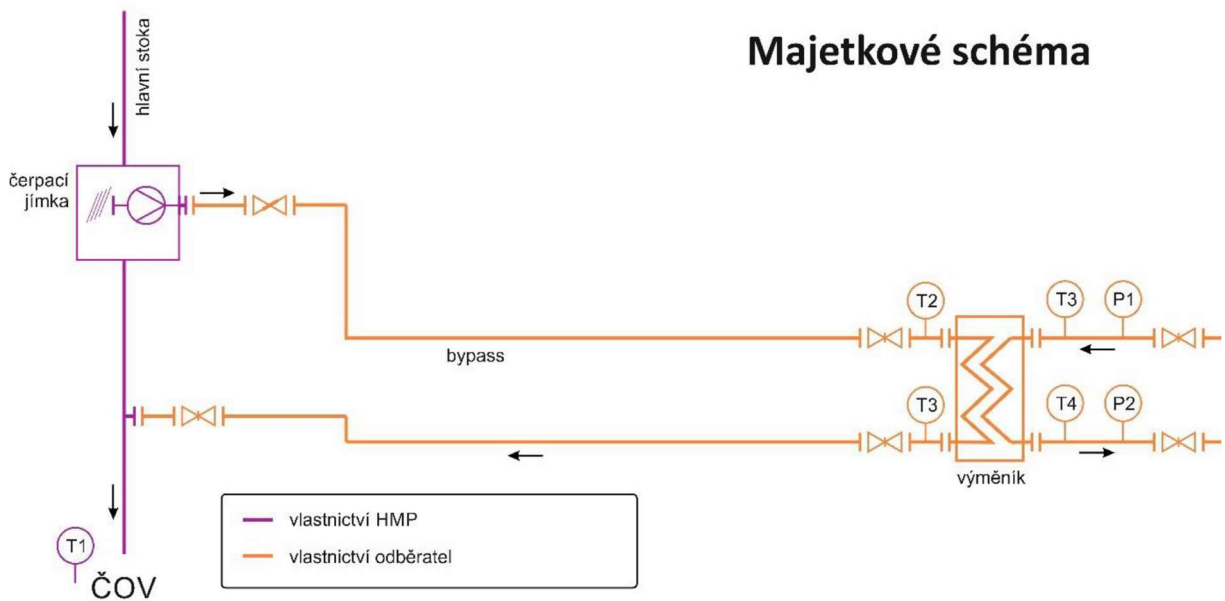 Majetkové schéma
hlavní stoka
čerpací
jímka
bypass
T2
T3
P1
T3
T4
P2
výměník
vlastnictví HMP
vlastnictví odběratel
T1
ČOV